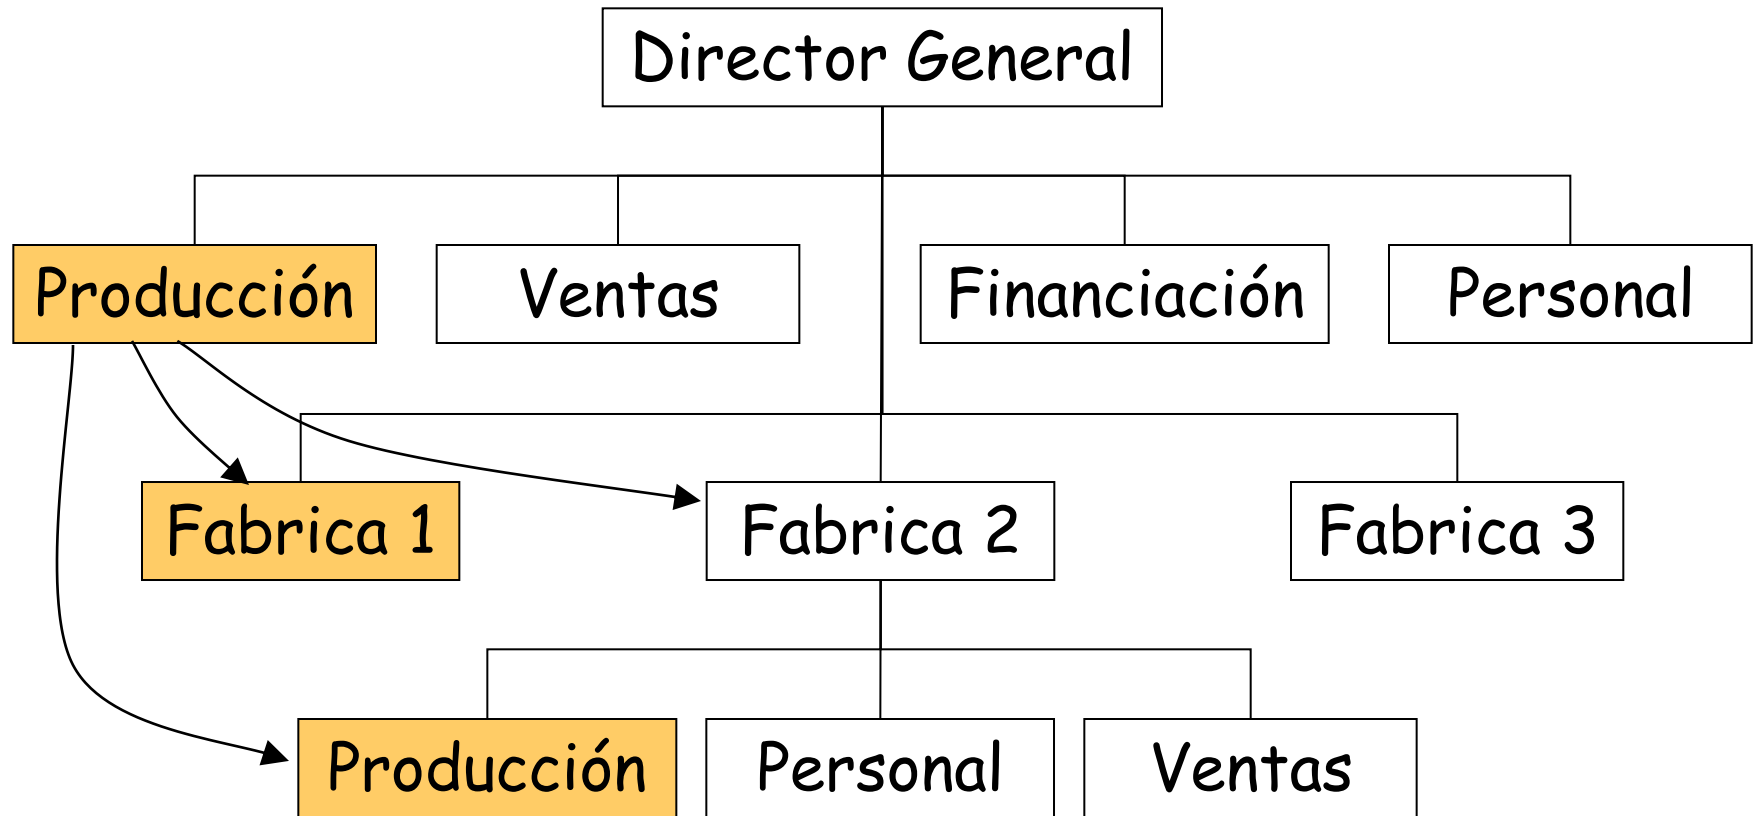 Director General
Producción
Ventas
Financiación
Personal
Fabrica 1
Fabrica 2
Fabrica 3
Producción
Personal
Ventas